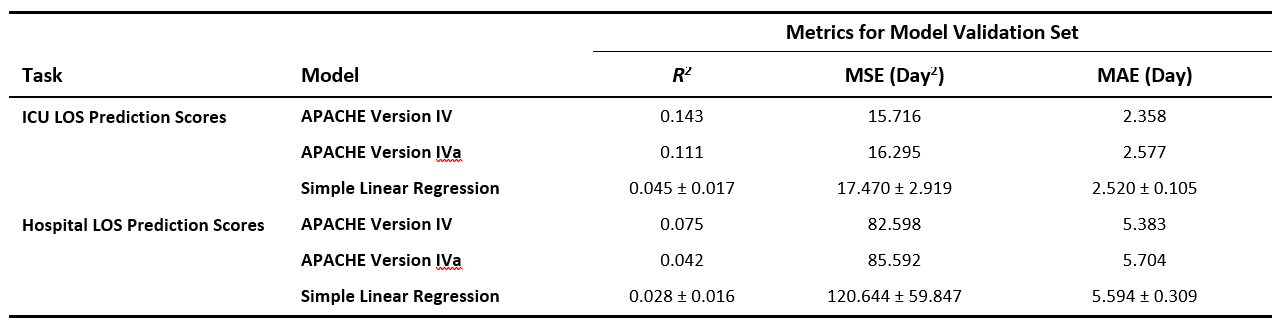 Metrics for Model Validation Set
Task Model R² MSE (Day²) MAE (Day)
ICU LOS Prediction Scores APACHE Version IV 0.143 15.716 2.358
APACHE Version IVa 0.111 16.295 2.577
Simple Linear Regression 0.045 ± 0.017 17.470 ± 2.919 2.520 ± 0.105
Hospital LOS Prediction Scores APACHE Version IV 0.075 82.598 5.383
APACHE Version IVa 0.042 85.592 5.704
Simple Linear Regression 0.028 ± 0.016 120.644 ± 59.847 5.594 ± 0.309